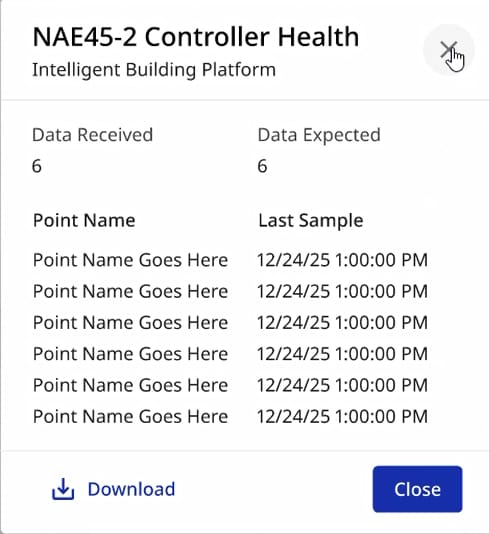 NAE45-2 Controller Health
Intelligent Building Platform
Data Received Data Expected
6 6
Point Name Last Sample
Point Name Goes Here 12/24/25 1:00:00 PM
Point Name Goes Here 12/24/25 1:00:00 PM
Point Name Goes Here 12/24/25 1:00:00 PM
Point Name Goes Here 12/24/25 1:00:00 PM
Point Name Goes Here 12/24/25 1:00:00 PM
Point Name Goes Here 12/24/25 1:00:00 PM
Download Close